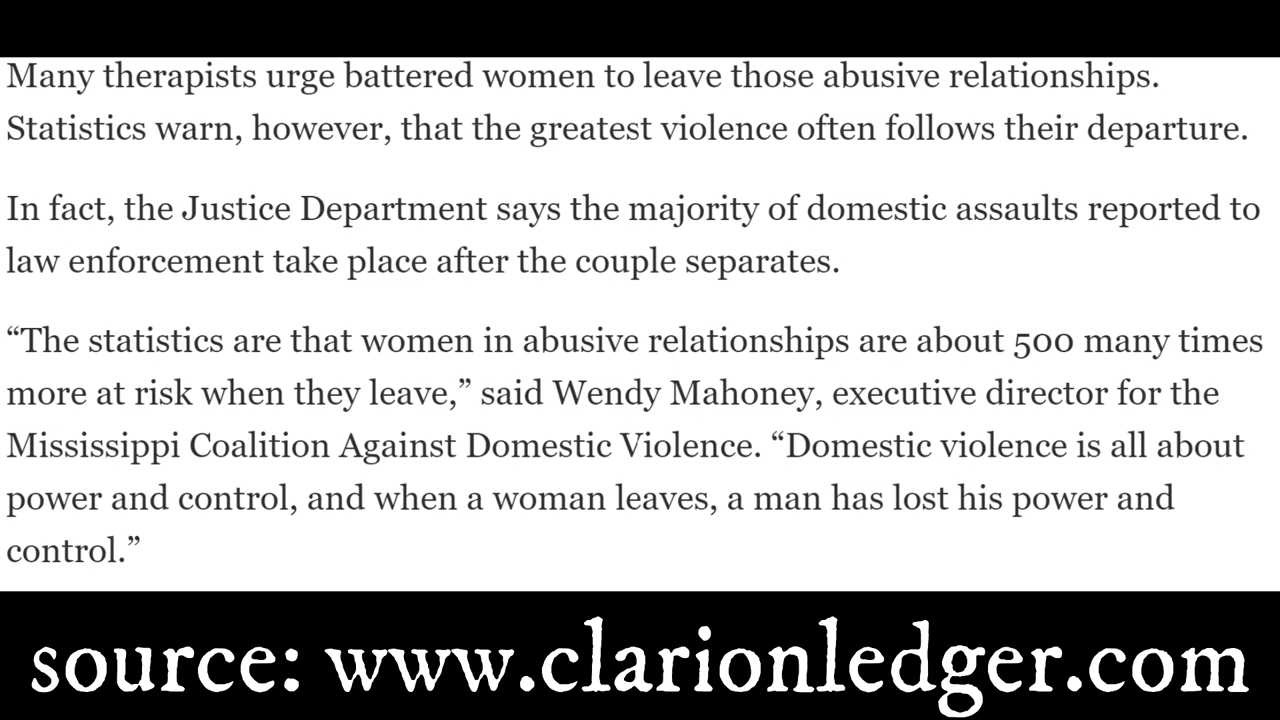 Many therapists urge battered women to leave those abusive relationships.
Statistics warn, however, that the greatest violence often follows their departure.
In fact, the Justice Department says the majority of domestic assaults reported to
law enforcement take place after the couple separates.
“The statistics are that women in abusive relationships are about 500 many times
more at risk when they leave,” said Wendy Mahoney, executive director for the
Mississippi Coalition Against Domestic Violence. “Domestic violence is all about
power and control, and when a woman leaves, a man has lost his power and
control.”
source: www.clarionledger.com